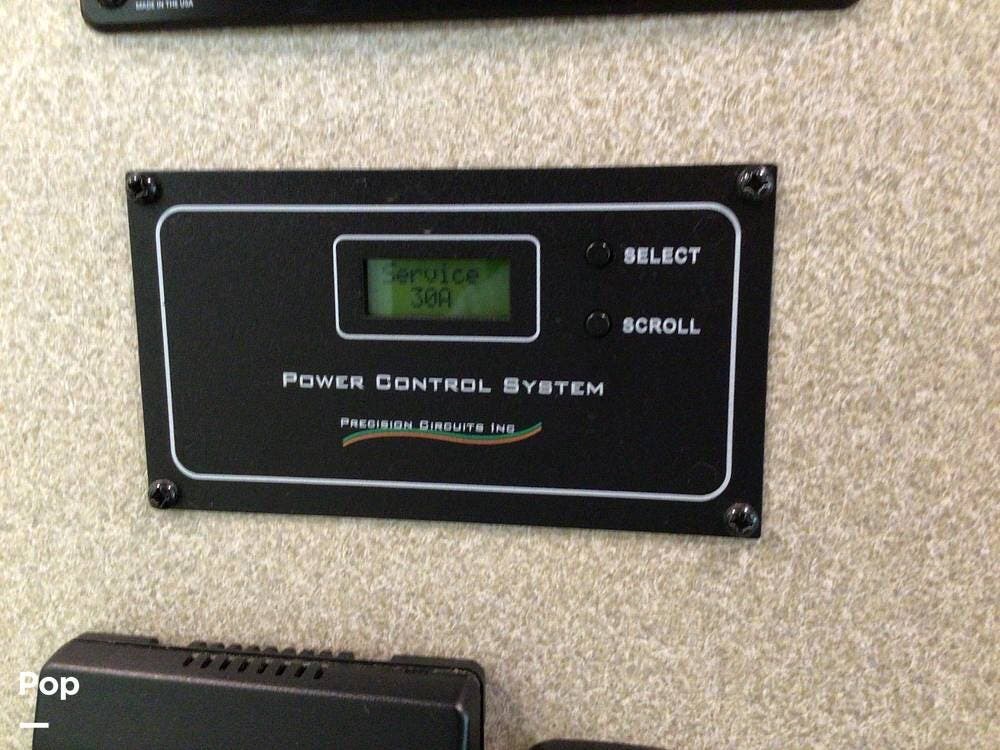 MADE IN THE USA
Service
30A
SELECT
SCROLL
POWER CONTROL SYSTEM
PRECISION CIRCUITS INC
Pop